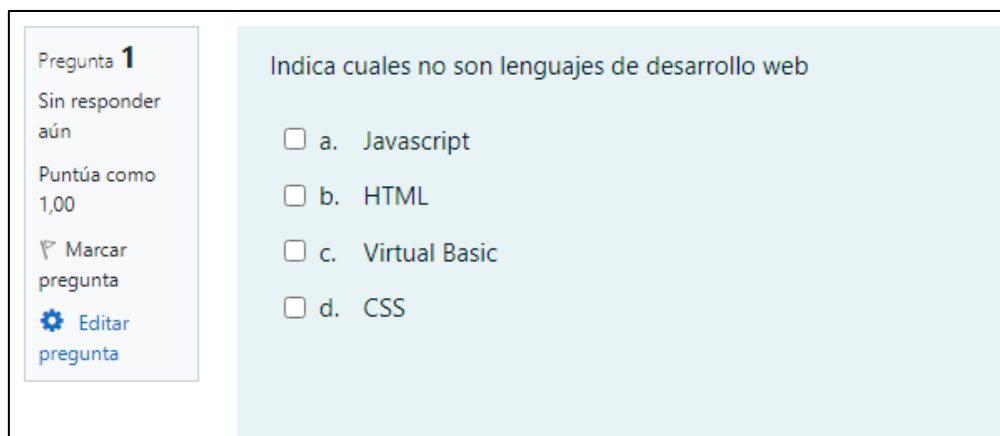 Pregunta 1
Sin responder
aún
Puntúa como
1,00
Marcar
pregunta
Editar
pregunta
Indica cuales no son lenguajes de desarrollo web
a. Javascript
b. HTML
c. Virtual Basic
d. CSS